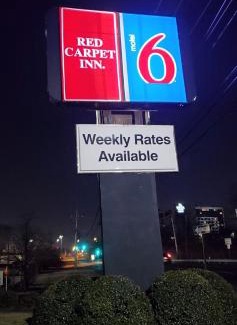 RED
CARPET
INN.
motel
6
Weekly Rates
Available